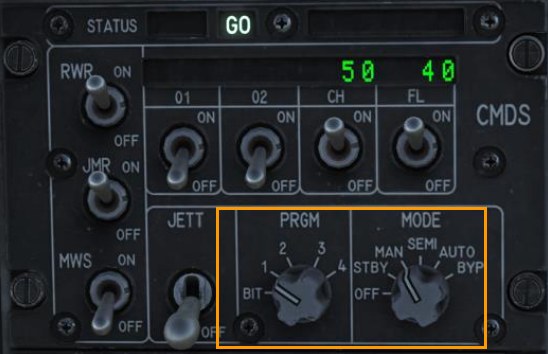 STATUS GO
RWR ON
50 40
01 02 CH FL
ON ON ON ON
CMDS
OFF
JMR ON
OFF OFF OFF OFF
OFF
JETT PRGM MODE
2 3 MAN SEMI AUTO
MWS ON 1 4 STBY BYP
BIT OFF
OFF OFF